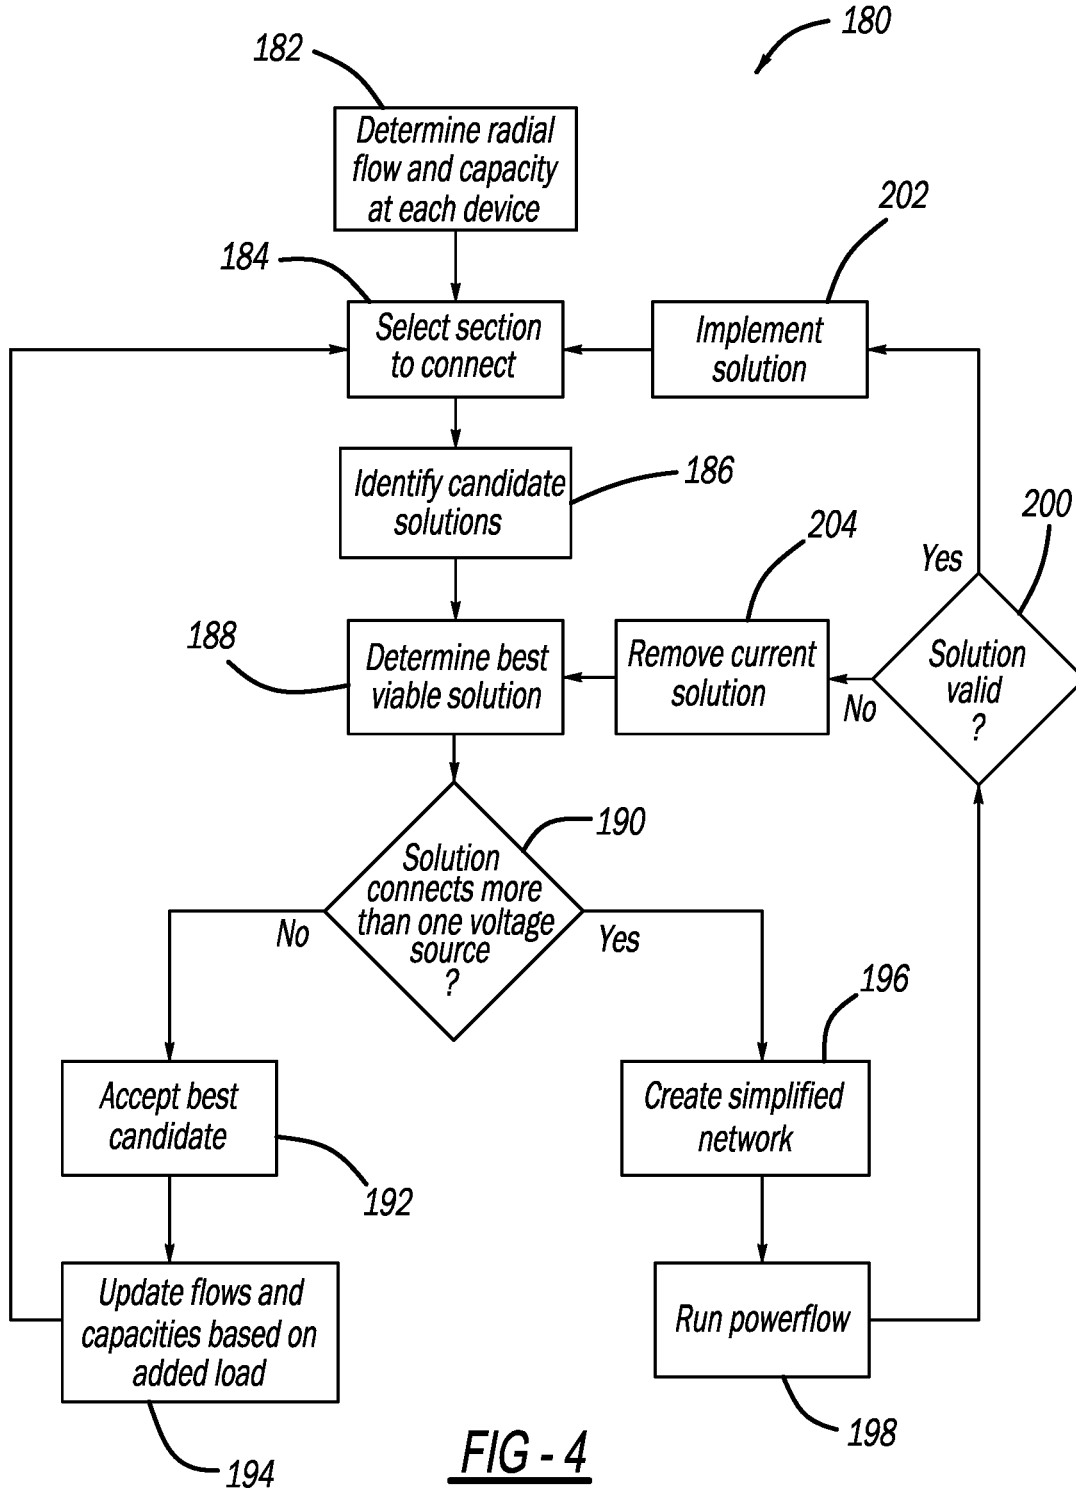 180
182
Determine radial
flow and capacity
at each device
202
184
Select section
to connect
Implement
solution
Identify candidate
solutions
186
200
204
Yes
188
Determine best
viable solution
Remove current
solution
No
Solution
valid
?
190
Solution
connects more
than one voltage
source
?
No
Yes
196
Accept best
candidate
Create simplified
network
192
Update flows and
capacities based on
added load
Run powerflow
198
194
FIG - 4